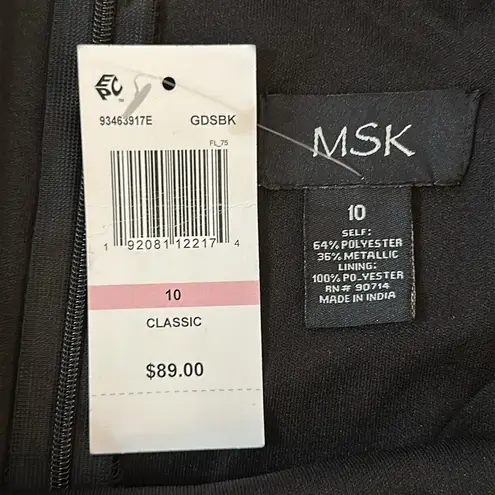 EPC™
93463917E GDSBK
FL_75
1 92081 12217 4
10
CLASSIC
$89.00
MSK
10
SELF:
64% POLYESTER
36% METALLIC
LINING:
100% POLYESTER
RN# 90714
MADE IN INDIA